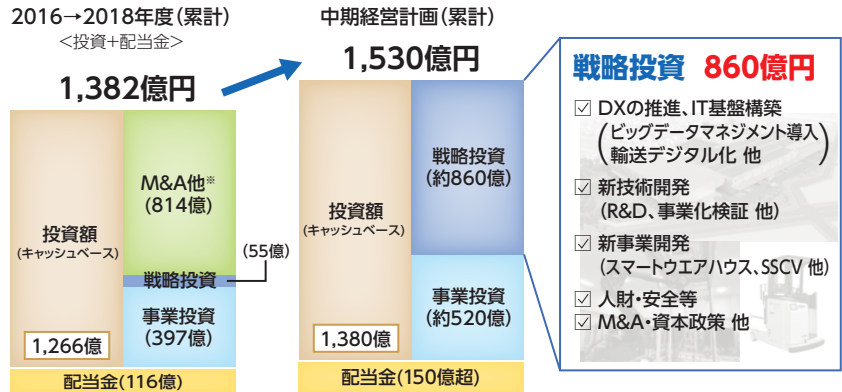 2016→2018年度(累計)
<投資+配当金>
1,382億円
投資額
(キャッシュベース)
1,266億
M&A他※
(814億)
戦略投資
(55億)
事業投資
(397億)
配当金(116億)
中期経営計画(累計)
1,530億円
投資額
(キャッシュベース)
1,380億
戦略投資
(約860億)
事業投資
(約520億)
配当金(150億超)
戦略投資 860億円
☑ DXの推進、IT基盤構築
(ビッグデータマネジメント導入
輸送デジタル化 他)
☑ 新技術開発
(R&D、事業化検証 他)
☑ 新事業開発
(スマートウエアハウス、SSCV 他)
☑ 人財・安全等
☑ M&A・資本政策 他